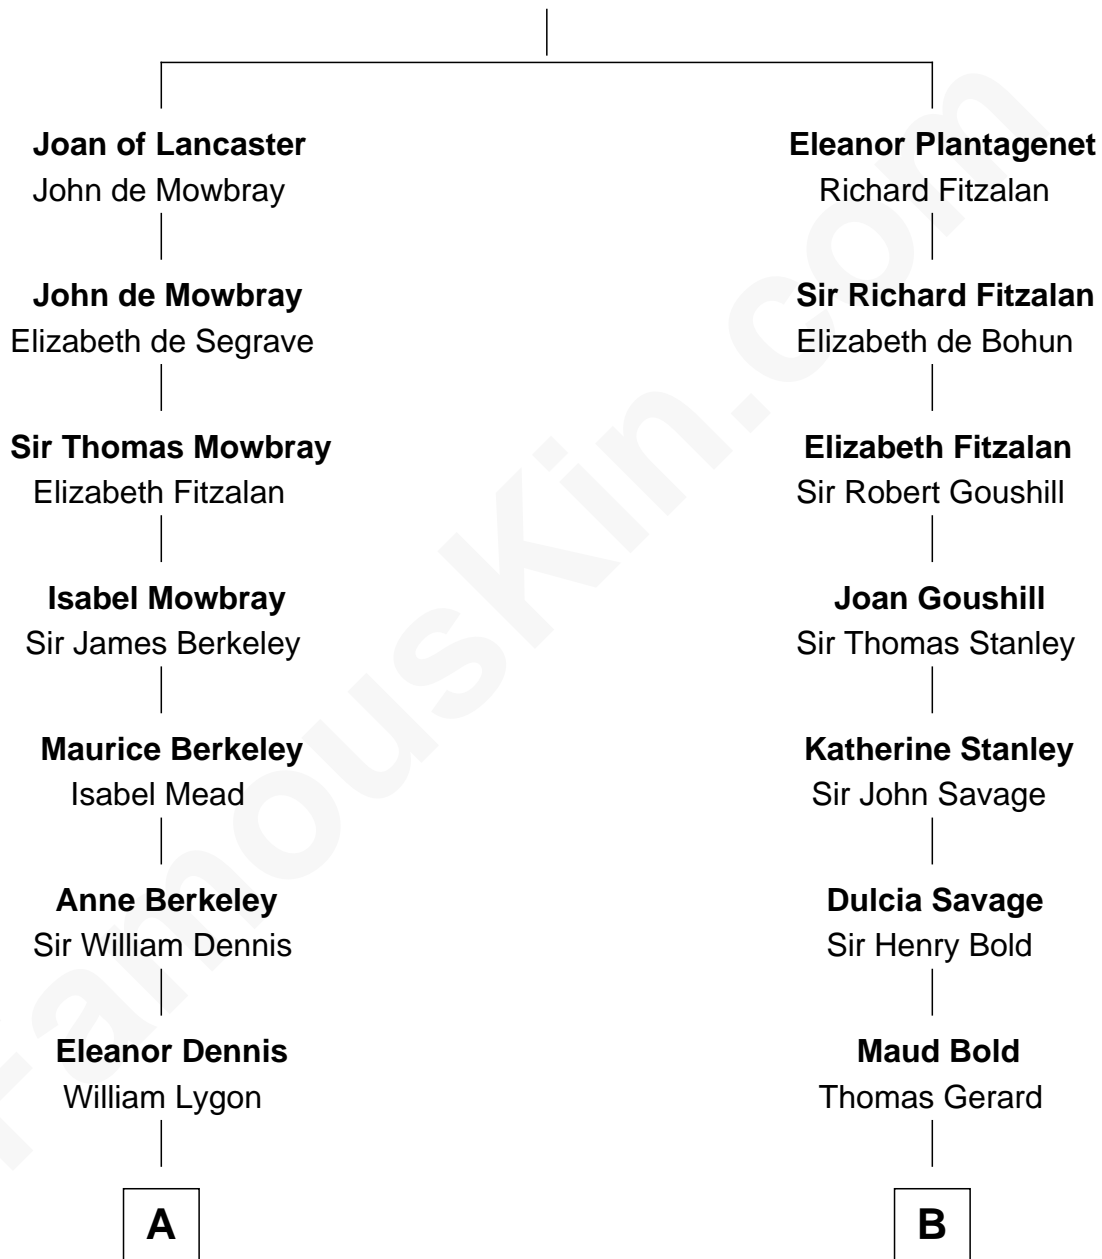 Joan of Lancaster
John de Mowbray
John de Mowbray
Elizabeth de Segrave
Sir Thomas Mowbray
Elizabeth Fitzalan
Isabel Mowbray
Sir James Berkeley
Maurice Berkeley
Isabel Mead
Anne Berkeley
Sir William Dennis
Eleanor Dennis
William Lygon
A
Eleanor Plantagenet
Richard Fitzalan
Sir Richard Fitzalan
Elizabeth de Bohun
Elizabeth Fitzalan
Sir Robert Goushill
Joan Goushill
Sir Thomas Stanley
Katherine Stanley
Sir John Savage
Dulcia Savage
Sir Henry Bold
Maud Bold
Thomas Gerard
B
FamousKin.com